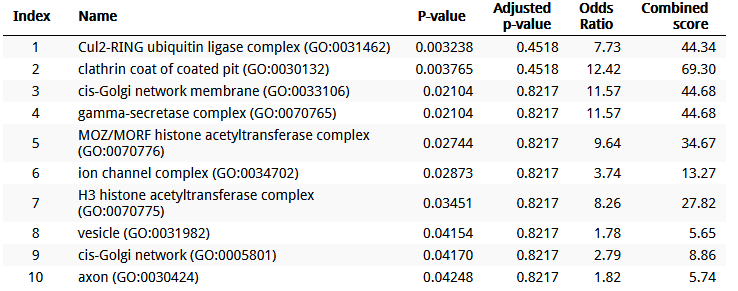 Index Name P-value Adjusted p-value Odds Ratio Combined score
1 Cul2-RING ubiquitin ligase complex (GO:0031462) 0.003238 0.4518 7.73 44.34
2 clathrin coat of coated pit (GO:0030132) 0.003765 0.4518 12.42 69.30
3 cis-Golgi network membrane (GO:0033106) 0.02104 0.8217 11.57 44.68
4 gamma-secretase complex (GO:0070765) 0.02104 0.8217 11.57 44.68
5 MOZ/MORF histone acetyltransferase complex (GO:0070776) 0.02744 0.8217 9.64 34.67
6 ion channel complex (GO:0034702) 0.02873 0.8217 3.74 13.27
7 H3 histone acetyltransferase complex (GO:0070775) 0.03451 0.8217 8.26 27.82
8 vesicle (GO:0031982) 0.04154 0.8217 1.78 5.65
9 cis-Golgi network (GO:0005801) 0.04170 0.8217 2.79 8.86
10 axon (GO:0030424) 0.04248 0.8217 1.82 5.74